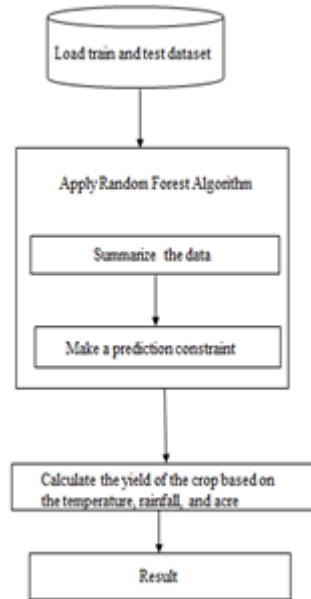 Load train and test dataset
Apply Random Forest Algorithm
Summarize the data
Make a prediction constraint
Calculate the yield of the crop based on
the temperature, rainfall, and acre
Result